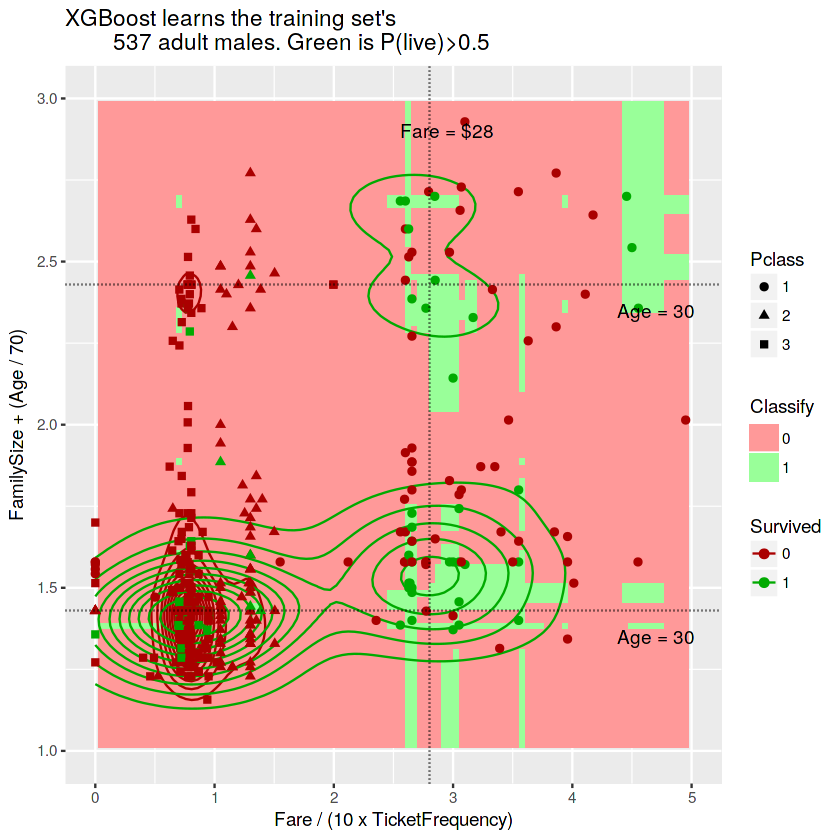 XGBoost learns the training set's
537 adult males. Green is P(live)>0.5
3.0
2.5
2.0
1.5
1.0
FamilySize + (Age / 70)
Fare = $28
Age = 30
Age = 30
0
1
2
3
4
5
Fare / (10 x TicketFrequency)
Pclass
1
2
3
Classify
0
1
Survived
0
1